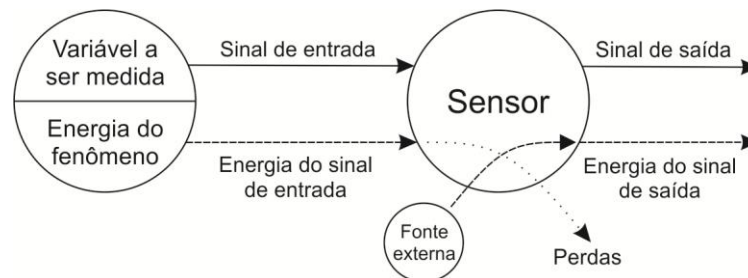 Variável a
ser medida
Energia do
fenômeno
Sinal de entrada
Energia do sinal
de entrada
Sensor
Fonte
externa
Perdas
Sinal de saída
Energia do sinal
de saída